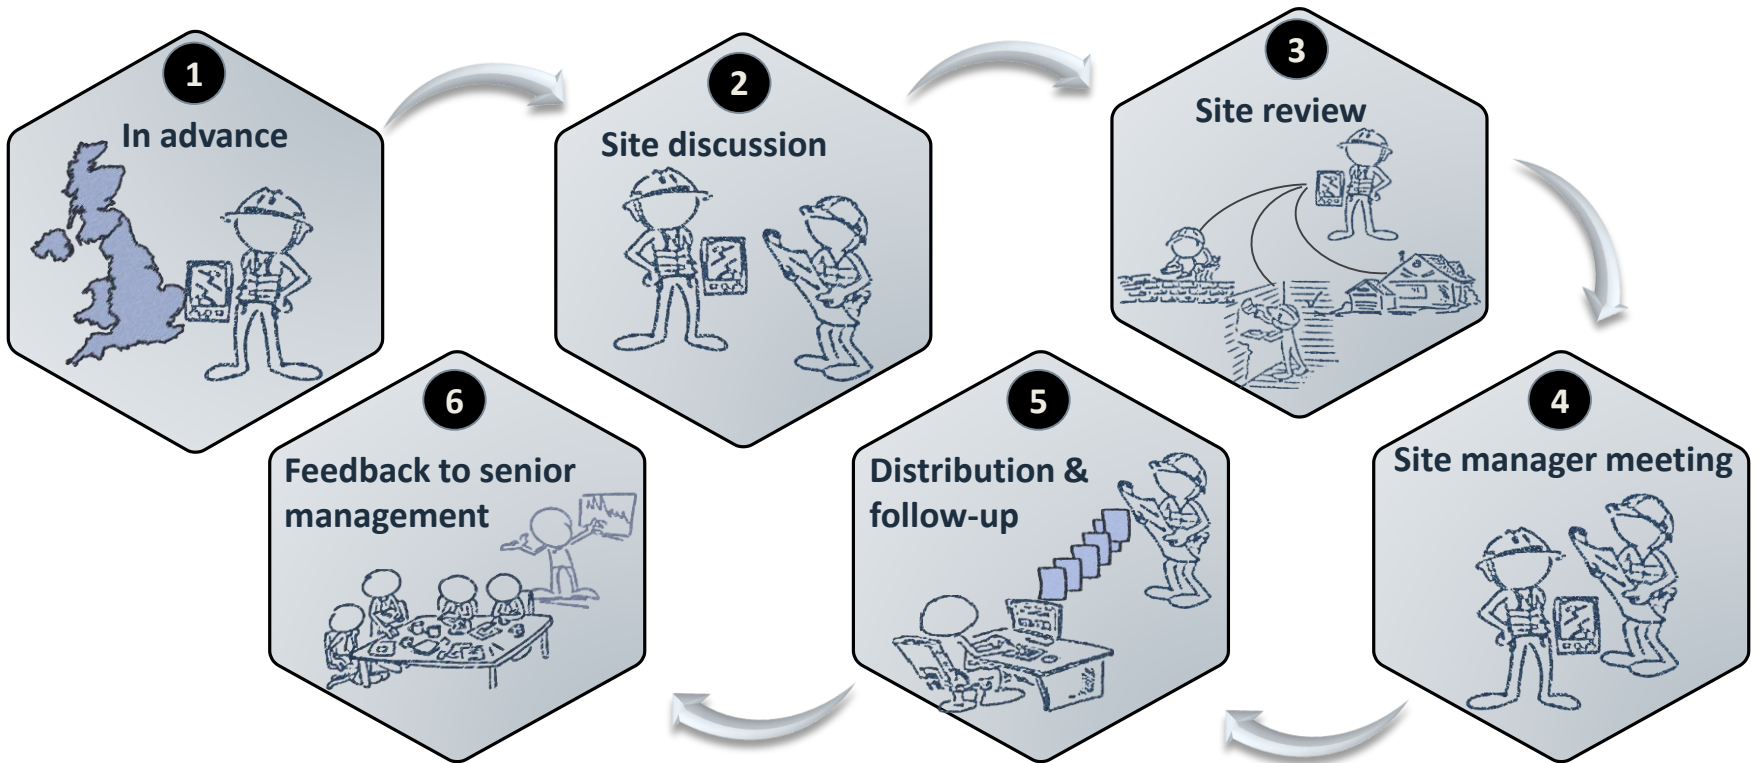 1
In advance
2
Site discussion
3
Site review
4
Site manager meeting
5
Distribution &
follow-up
6
Feedback to senior
management